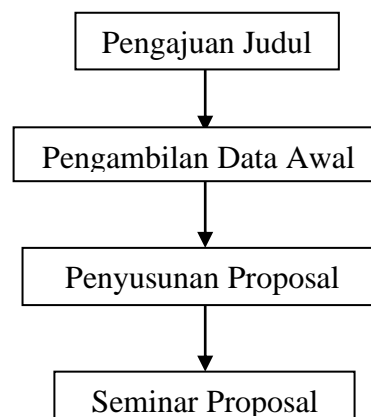 Pengajuan Judul
Pengambilan Data Awal
Penyusunan Proposal
Seminar Proposal